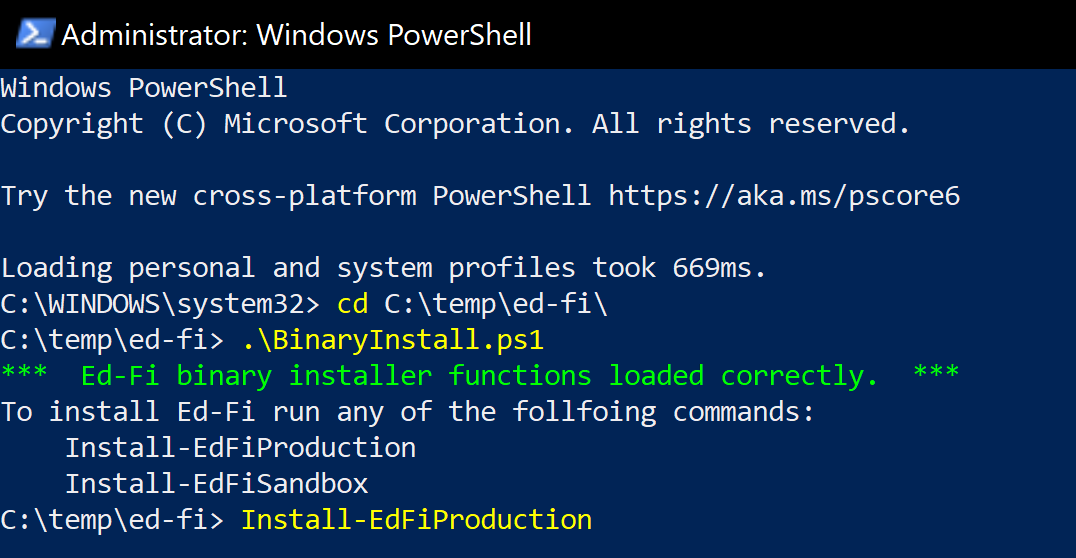 Administrator: Windows PowerShell
Windows PowerShell
Copyright (C) Microsoft Corporation. All rights reserved.
Try the new cross-platform PowerShell https://aka.ms/pscore6
Loading personal and system profiles took 669ms.
C:\WINDOWS\system32> cd C:\temp\ed-fi\
C:\temp\ed-fi> .\BinaryInstall.ps1
***  Ed-Fi binary installer functions loaded correctly.  ***
To install Ed-Fi run any of the follfoing commands:
    Install-EdFiProduction
    Install-EdFiSandbox
C:\temp\ed-fi> Install-EdFiProduction